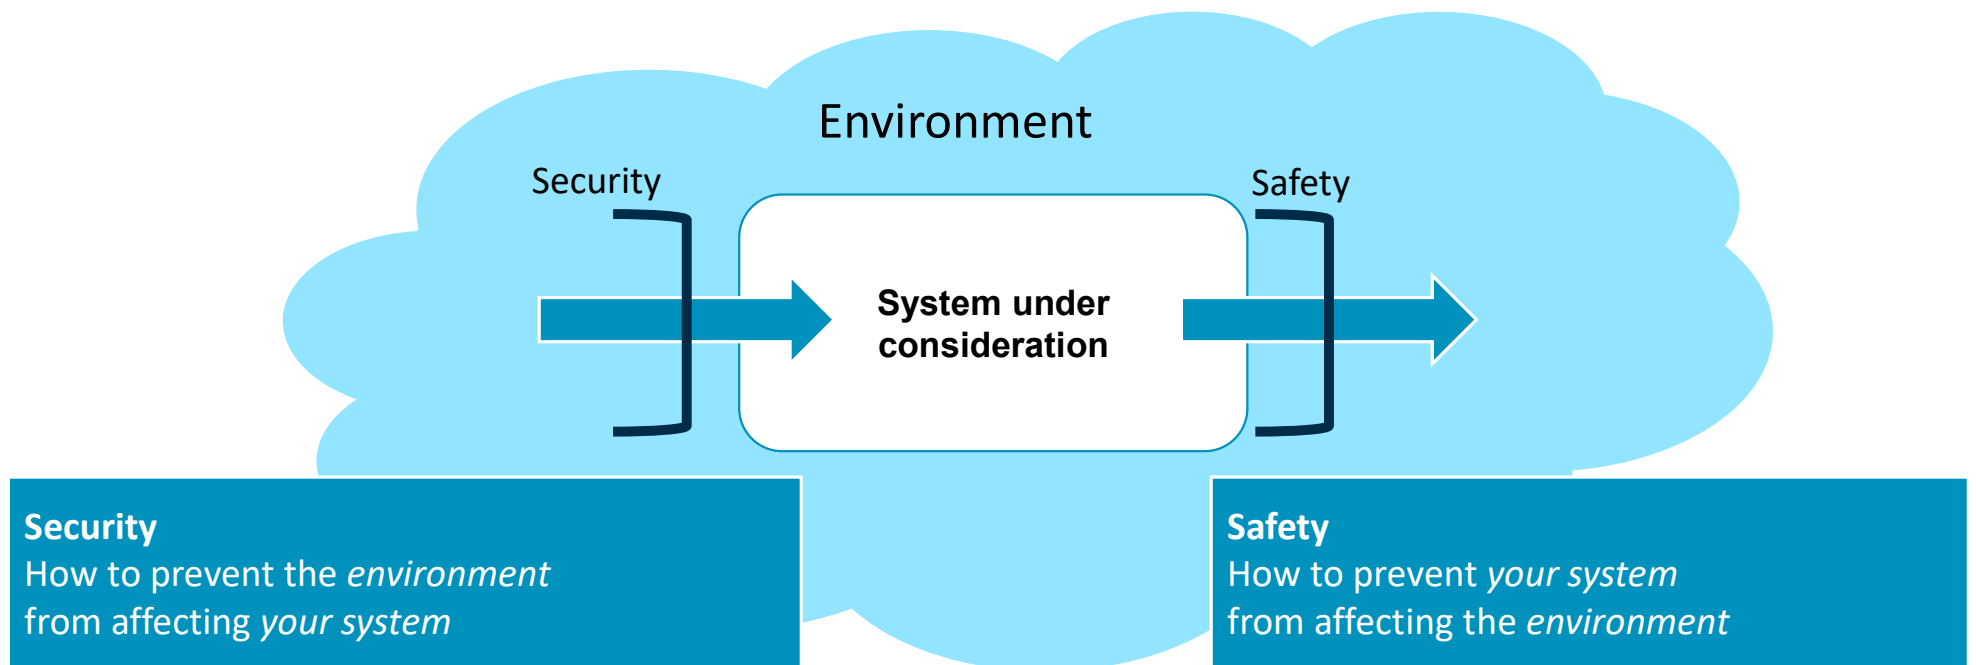 Environment
Security
Safety
System under
consideration
Security
How to prevent the environment
from affecting your system
Safety
How to prevent your system
from affecting the environment